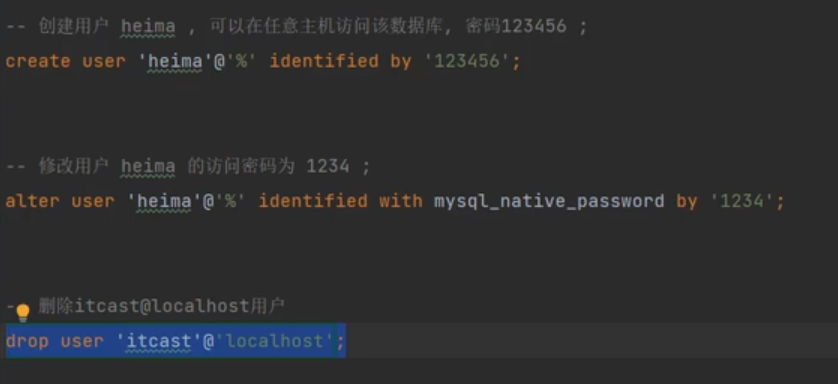 -- 创建用户 heima , 可以在任意主机访问该数据库, 密码123456 ;
create user 'heima'@'%' identified by '123456';
-- 修改用户 heima 的访问密码为 1234 ;
alter user 'heima'@'%' identified with mysql_native_password by '1234';
- 删除itcast@localhost用户
drop user 'itcast'@'localhost';